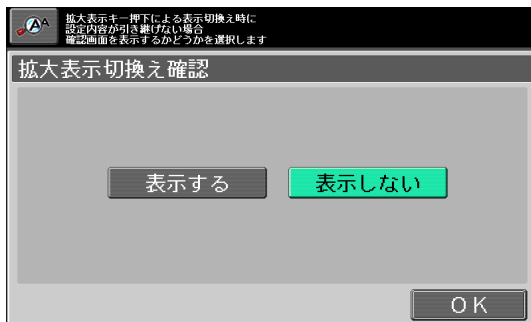 拡大表示キー押下による表示切換え時に
設定内容が引き継げない場合
確認画面を表示するかどうかを選択します
拡大表示切換え確認
表示する
表示しない
OK